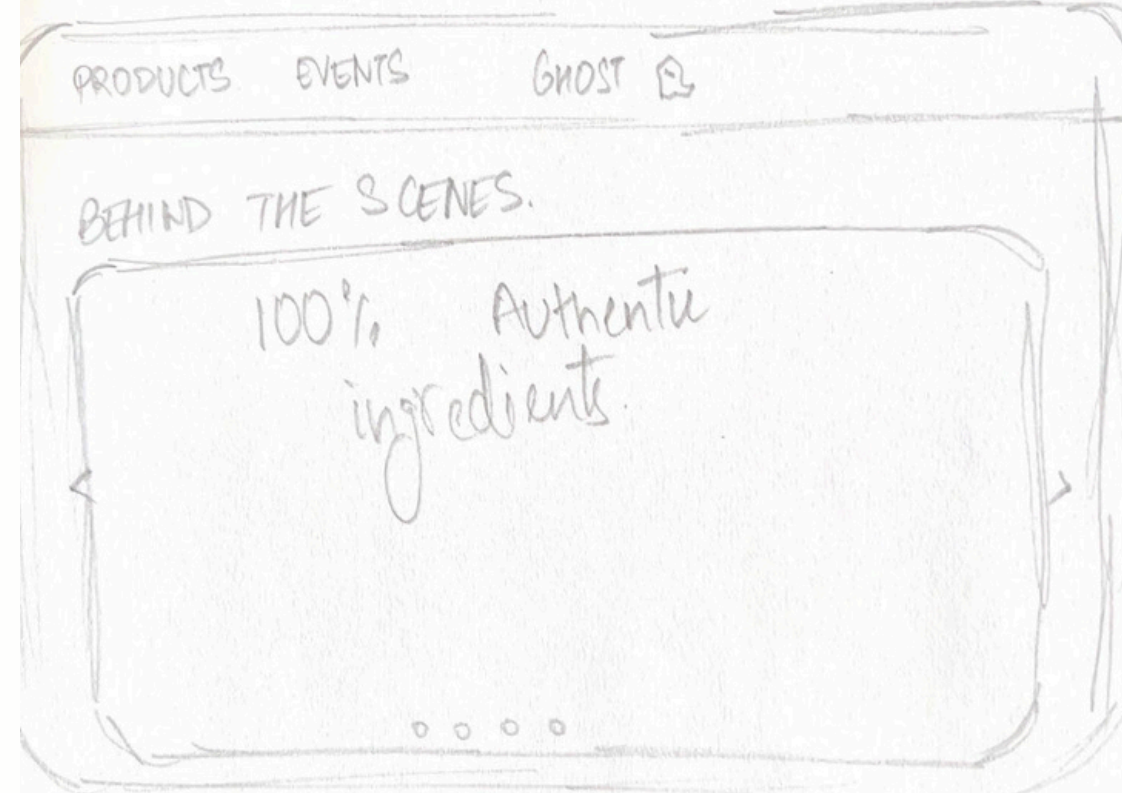 PRODUCTS EVENTS GHOST
BEHIND THE SCENES.
100% Authentic
ingredients.